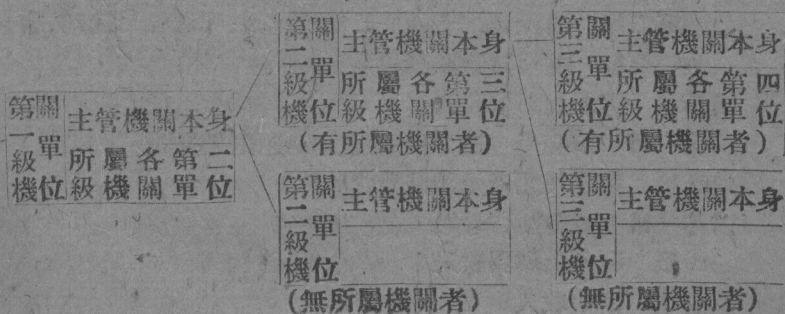 第一級機關單位
主管機關本身
所屬各第二
級機關單位
第二級機關單位
主管機關本身
所屬各第三
級機關單位
(有所屬機關者)
第二級機關單位
主管機關本身
(無所屬機關者)
第三級機關單位
主管機關本身
所屬各第四
級機關單位
(有所屬機關者)
第三級機關單位
主管機關本身
(無所屬機關者)